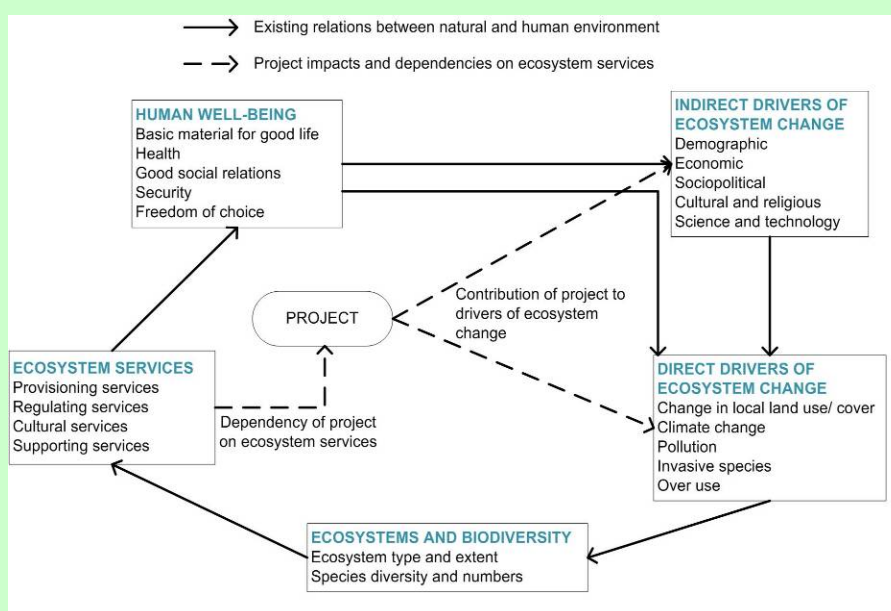 Existing relations between natural and human environment
Project impacts and dependencies on ecosystem services
HUMAN WELL-BEING
Basic material for good life
Health
Good social relations
Security
Freedom of choice
INDIRECT DRIVERS OF
ECOSYSTEM CHANGE
Demographic
Economic
Sociopolitical
Cultural and religious
Science and technology
PROJECT
Contribution of project to
drivers of ecosystem
change
ECOSYSTEM SERVICES
Provisioning services
Regulating services
Cultural services
Supporting services
Dependency of project
on ecosystem services
DIRECT DRIVERS OF
ECOSYSTEM CHANGE
Change in local land use/ cover
Climate change
Pollution
Invasive species
Over use
ECOSYSTEMS AND BIODIVERSITY
Ecosystem type and extent
Species diversity and numbers